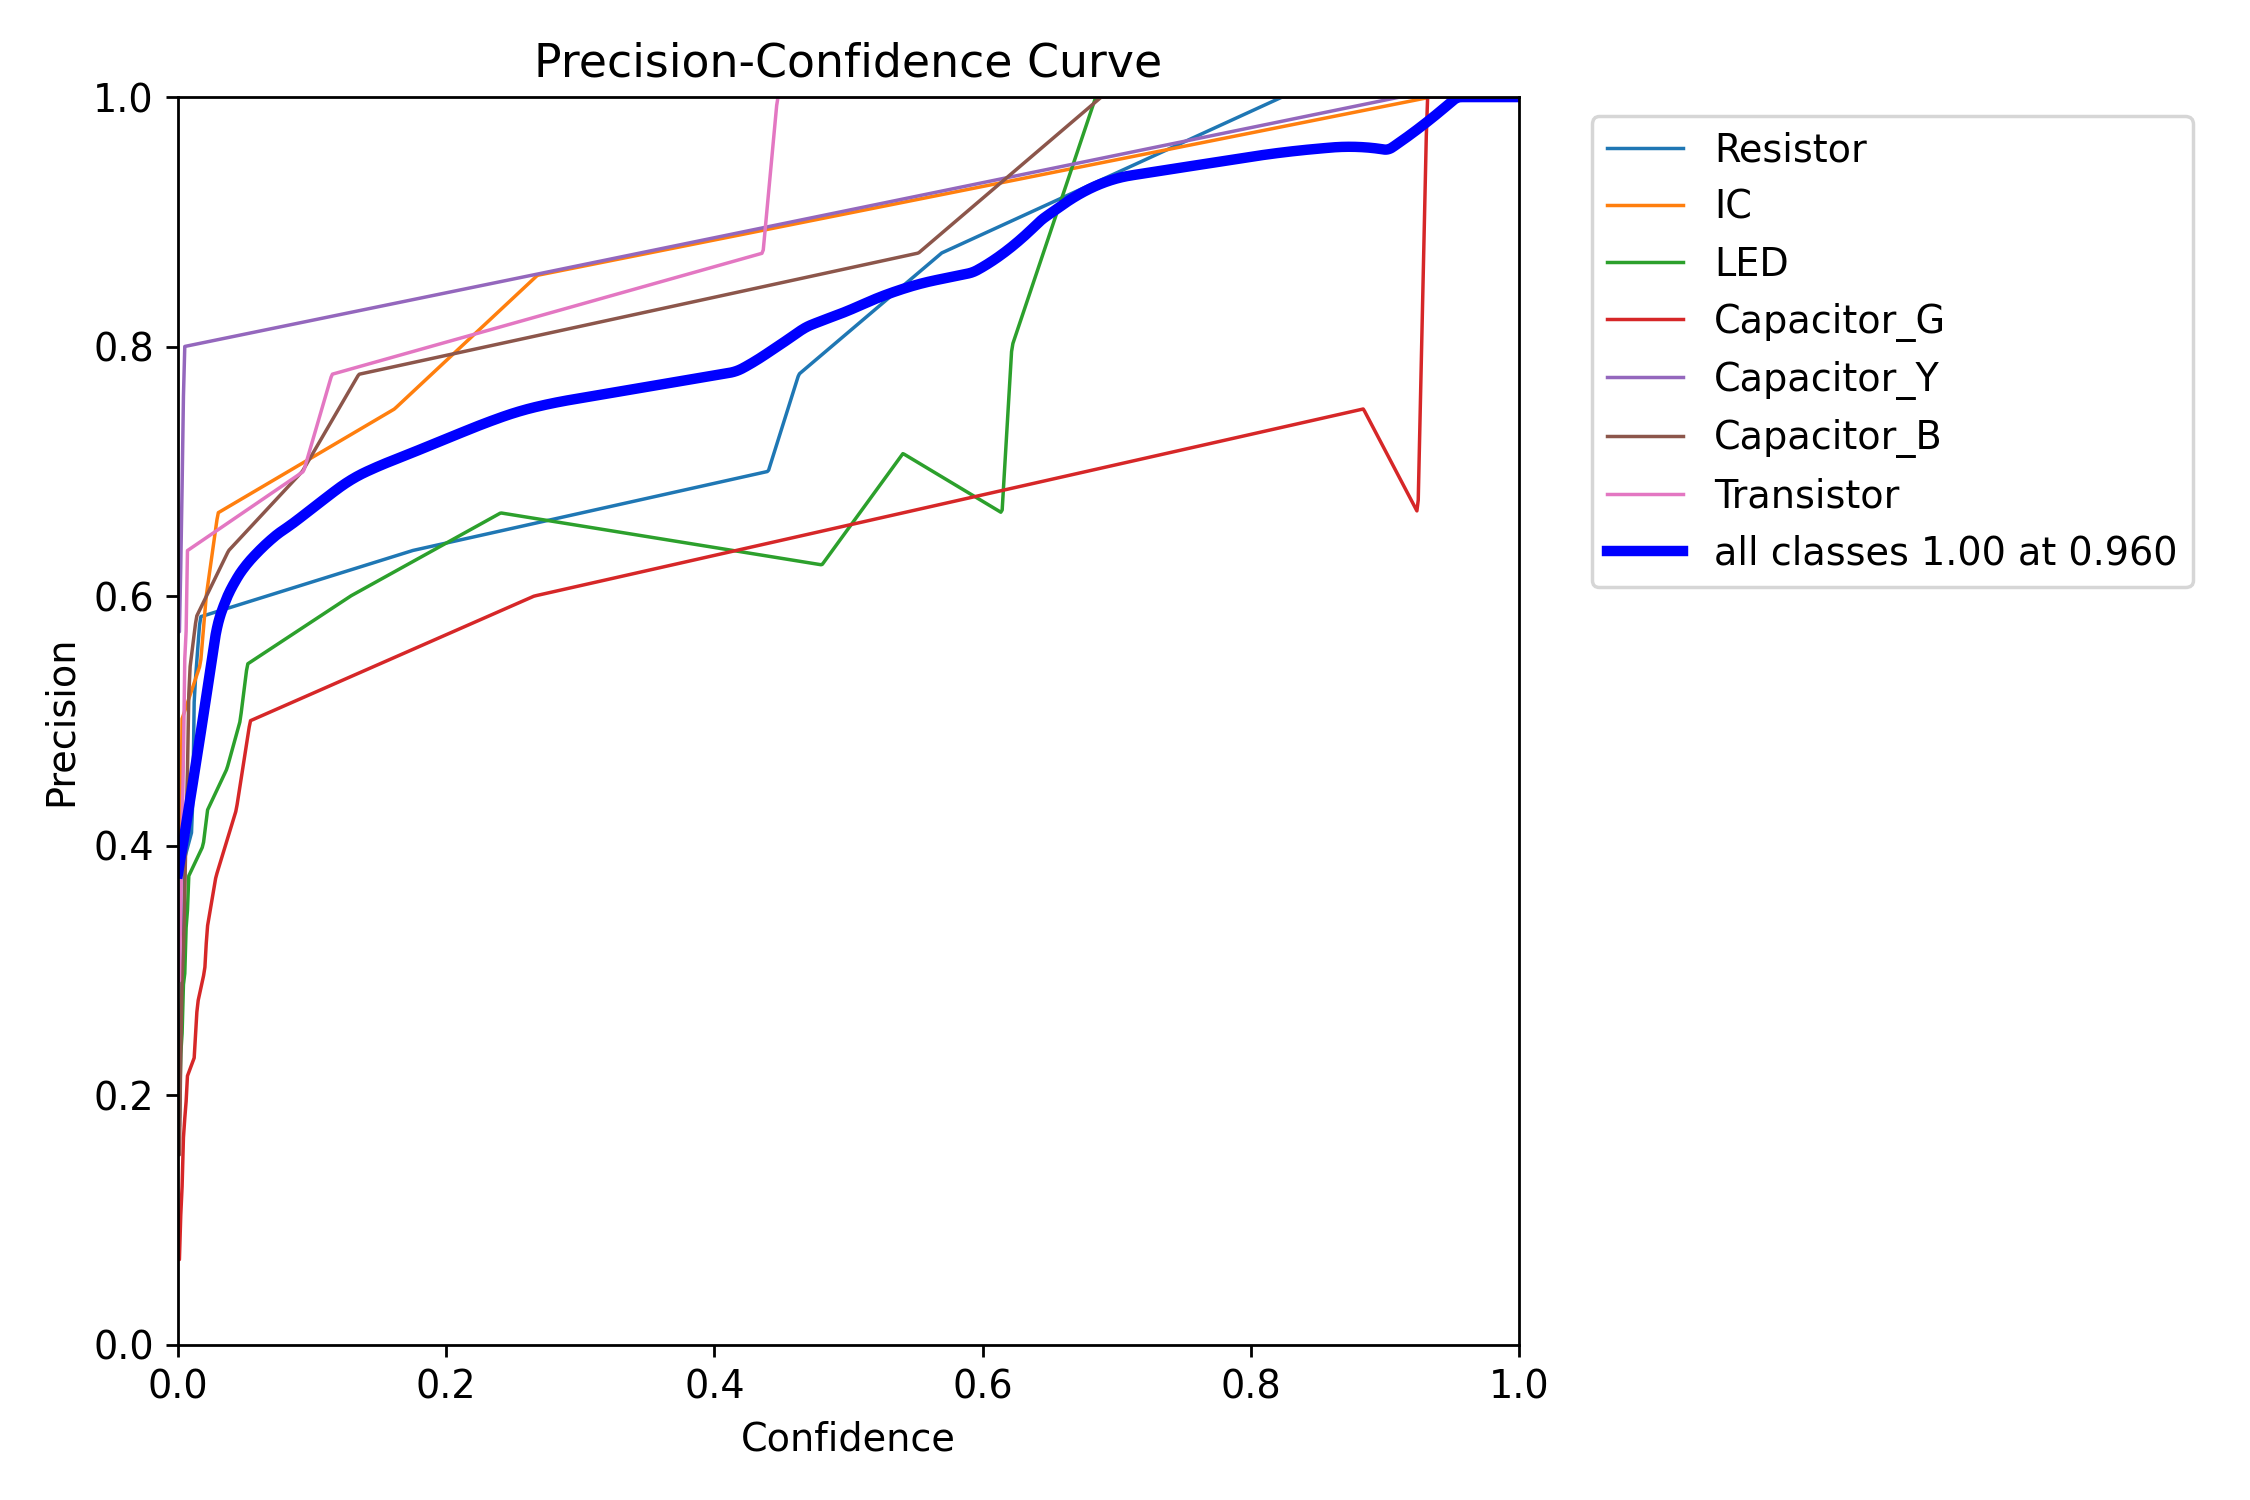 Precision-Confidence Curve
1.0
0.8
0.6
0.4
0.2
0.0
Precision
0.0 0.2 0.4 0.6 0.8 1.0
Confidence
Resistor
IC
LED
Capacitor_G
Capacitor_Y
Capacitor_B
Transistor
all classes 1.00 at 0.960